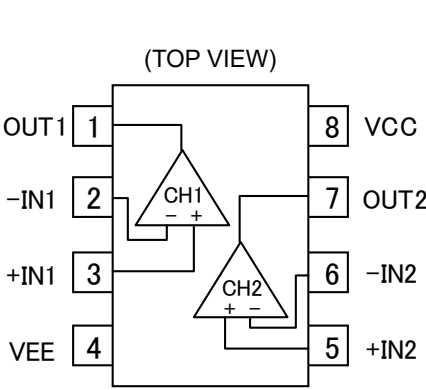 (TOP VIEW)
OUT1 1 8 VCC
CH1
− +
−IN1 2 7 OUT2
+IN1 3 6 −IN2
CH2
+ −
VEE 4 5 +IN2